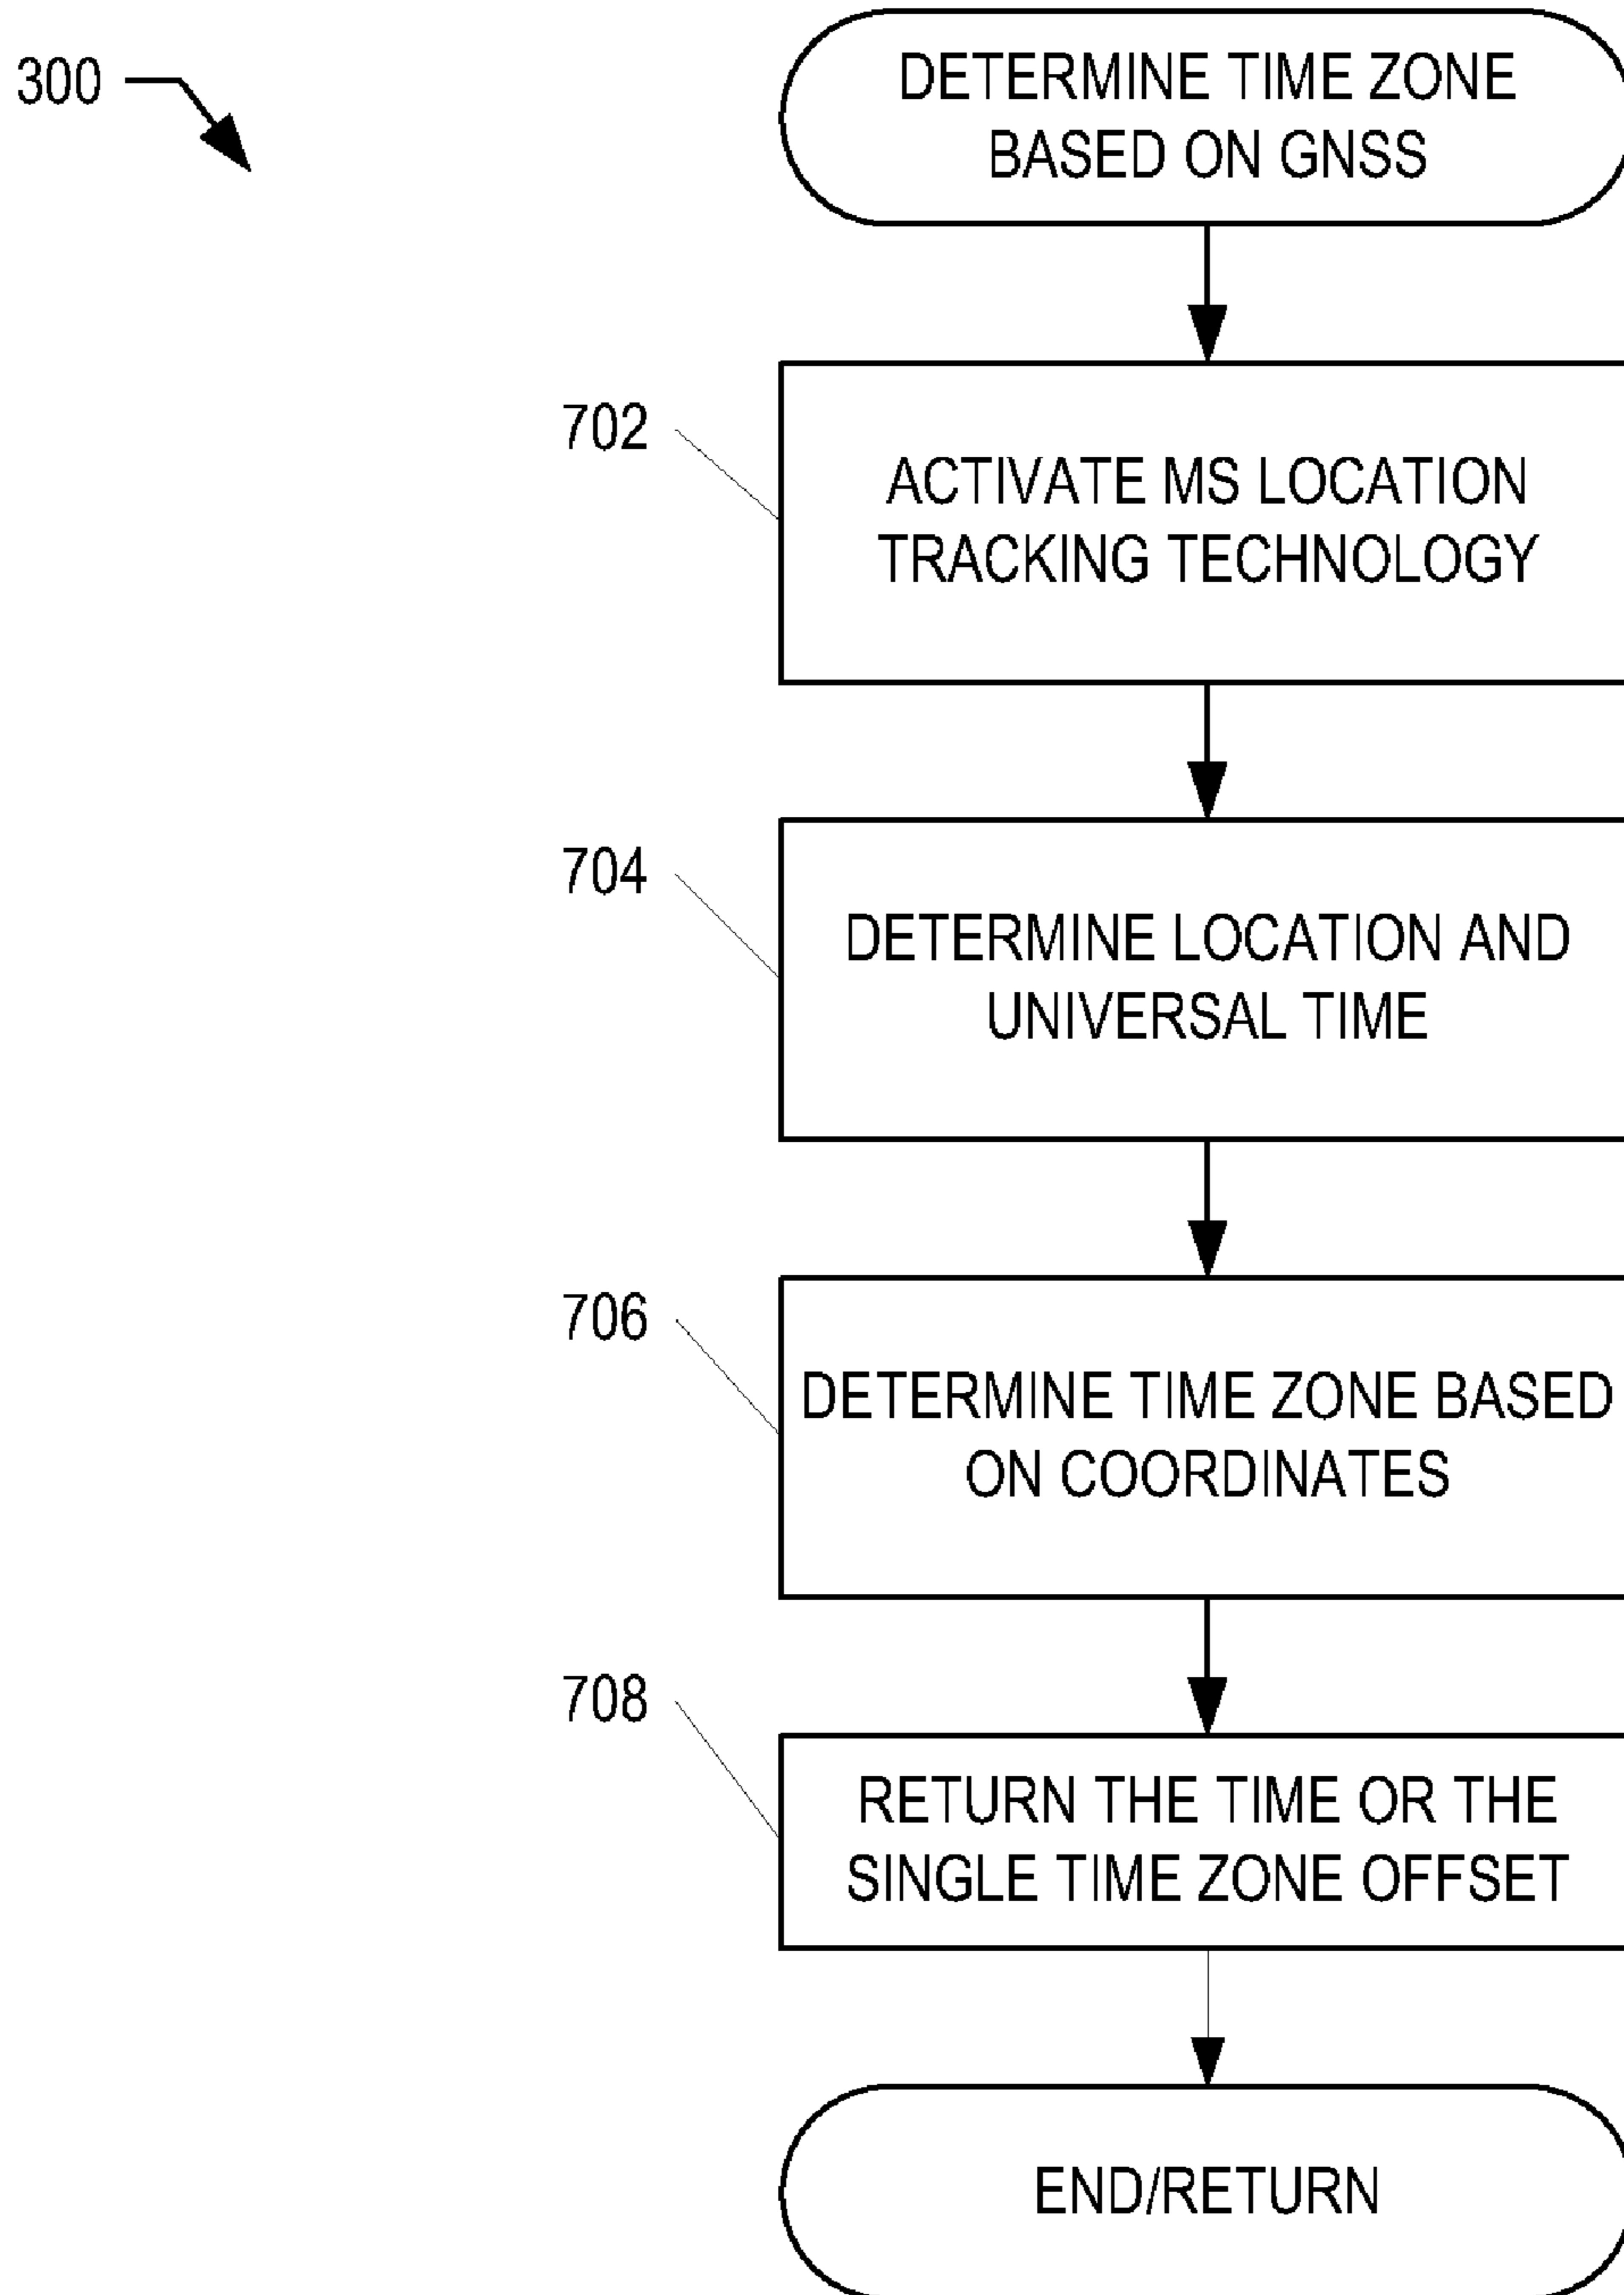 300
DETERMINE TIME ZONE
BASED ON GNSS
702
ACTIVATE MS LOCATION
TRACKING TECHNOLOGY
704
DETERMINE LOCATION AND
UNIVERSAL TIME
706
DETERMINE TIME ZONE BASED
ON COORDINATES
708
RETURN THE TIME OR THE
SINGLE TIME ZONE OFFSET
END/RETURN